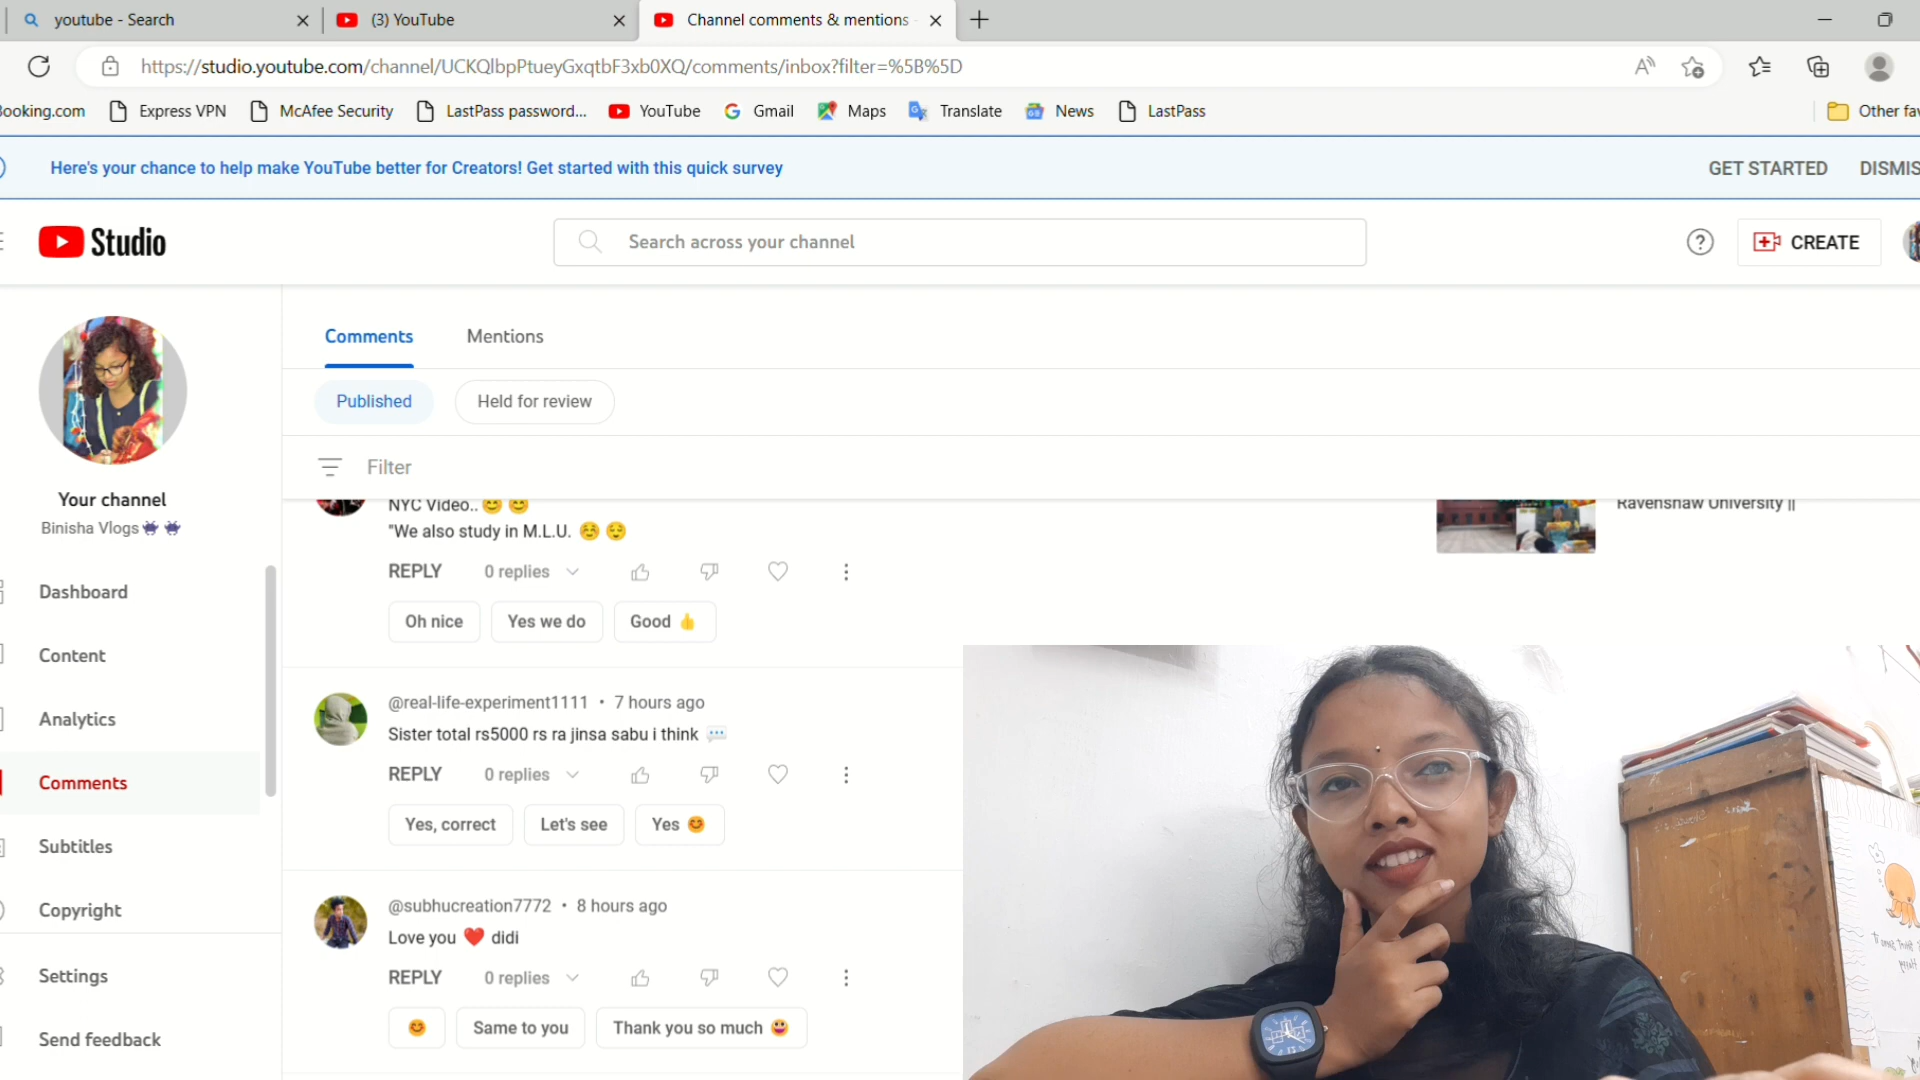 youtube - Search
(3) YouTube
Channel comments & mentions
https://studio.youtube.com/channel/UCKQlbpPtueyGxqtbF3xb0XQ/comments/inbox?filter=%5B%5D
Booking.com
Express VPN
McAfee Security
LastPass password...
YouTube
Gmail
Maps
Translate
News
LastPass
Other fav
Here's your chance to help make YouTube better for Creators! Get started with this quick survey
GET STARTED
DISMIS
Studio
Search across your channel
CREATE
Comments
Mentions
Published
Held for review
Filter
Your channel
Binisha Vlogs👾 👾
Dashboard
Content
Analytics
Comments
Subtitles
Copyright
Settings
Send feedback
NYC Video.. 😊 😊
"We also study in M.L.U. ☺️ 😌
Ravenshaw University ||
REPLY
0 replies
Oh nice
Yes we do
Good 👍
@real-life-experiment1111 • 7 hours ago
Sister total rs5000 rs ra jinsa sabu i think 💬
REPLY
0 replies
Yes, correct
Let's see
Yes 😊
@subhucreation7772 • 8 hours ago
Love you ❤️ didi
REPLY
0 replies
😊
Same to you
Thank you so much 😃